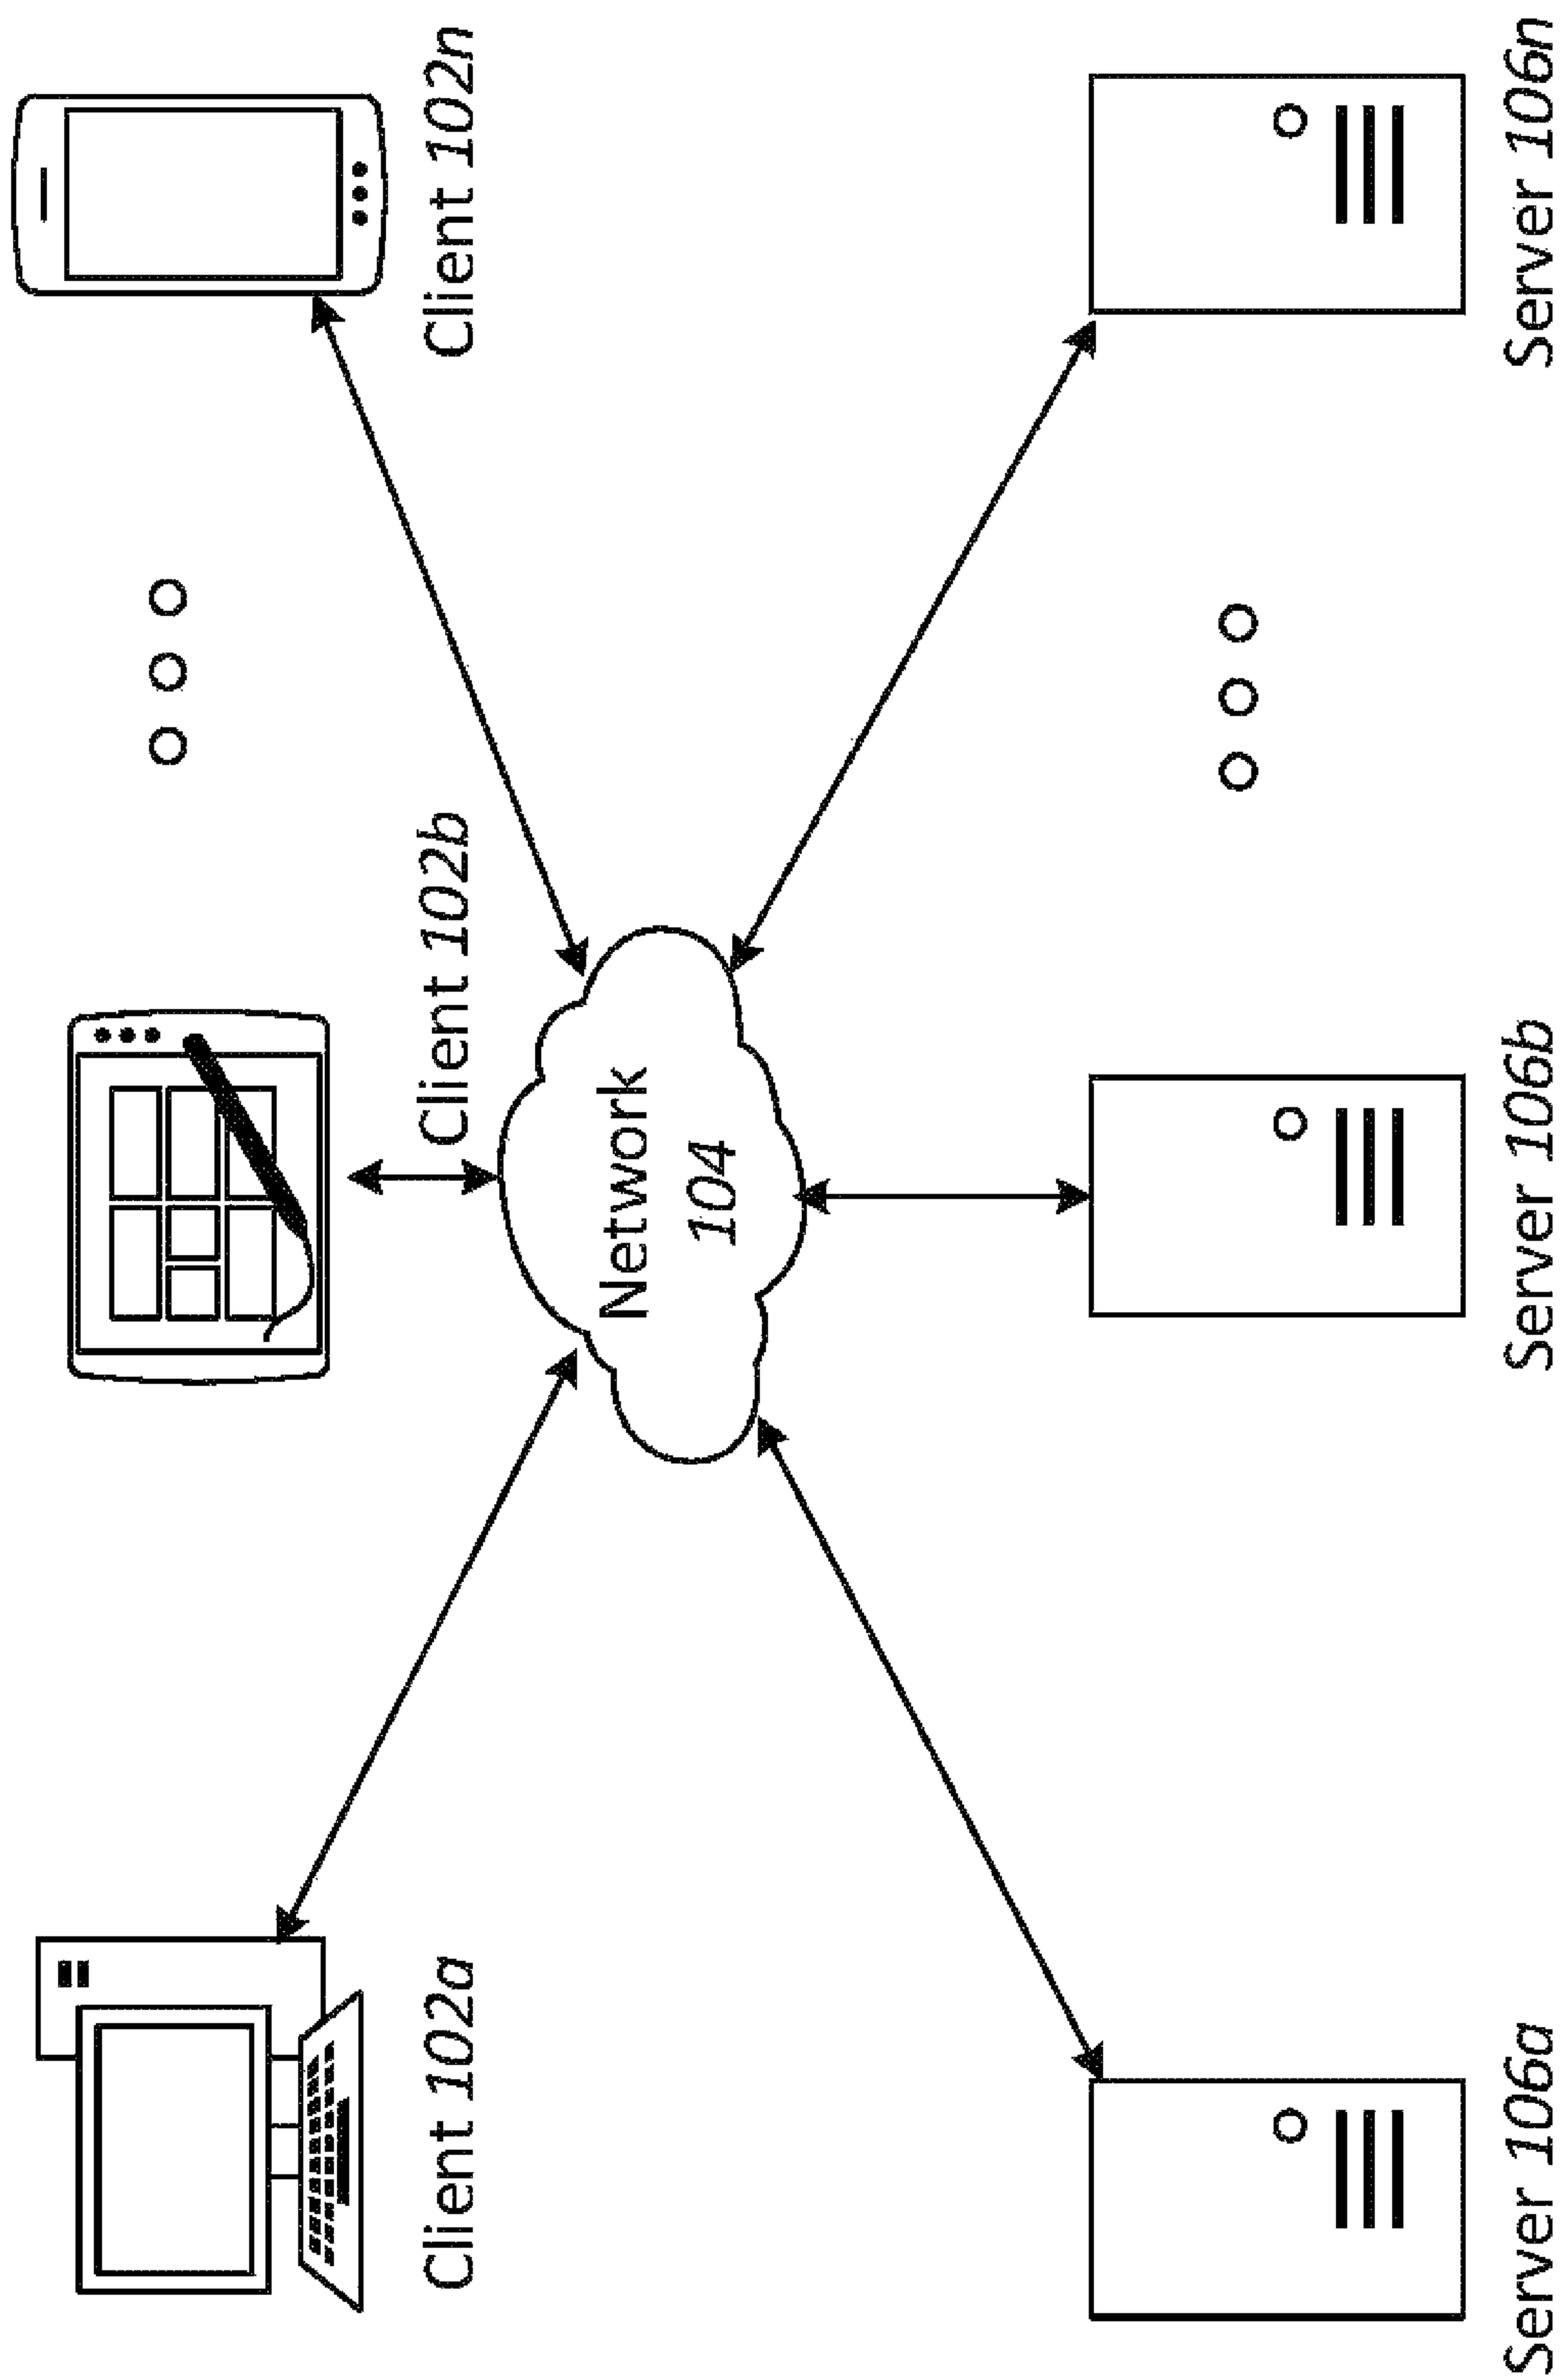 Client 102a
Client 102b
Client 102n
Network
104
Server 106a
Server 106b
Server 106n